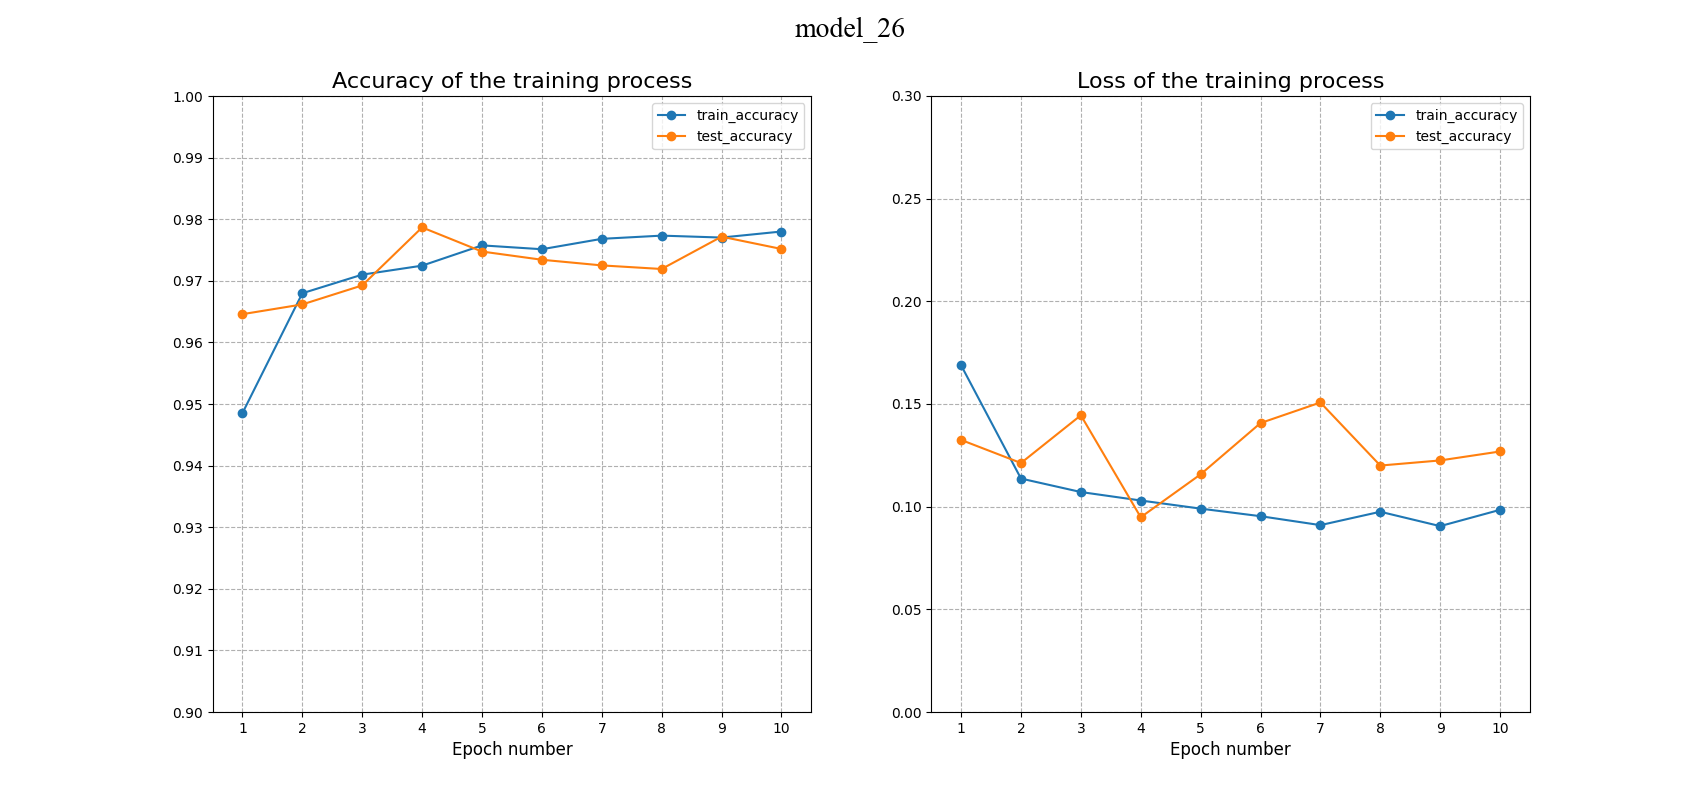 model_26
Accuracy of the training process
1.00
0.99
0.98
0.97
0.96
0.95
0.94
0.93
0.92
0.91
0.90
train_accuracy
test_accuracy
1 2 3 4 5 6 7 8 9 10
Epoch number
Loss of the training process
0.30
0.25
0.20
0.15
0.10
0.05
0.00
train_accuracy
test_accuracy
1 2 3 4 5 6 7 8 9 10
Epoch number